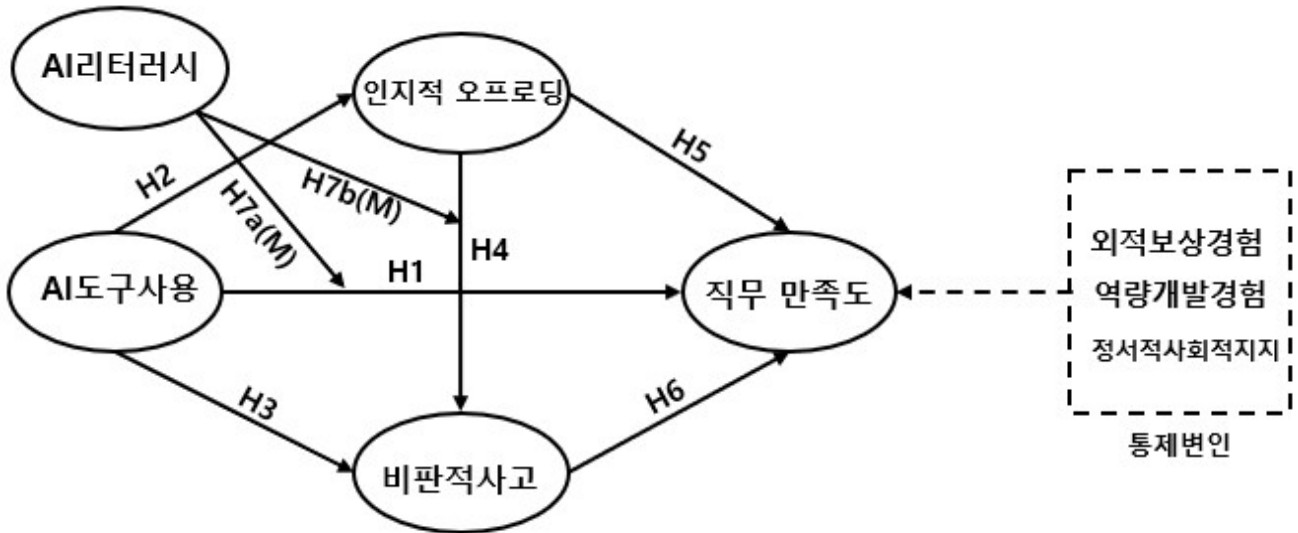 AI리터러시
인지적 오프로딩
H2
H7a(M)
H7b(M)
H5
H4
H1
AI도구사용
직무 만족도
외적보상경험
역량개발경험
정서적사회적지지
H3
H6
비판적사고
통제변인